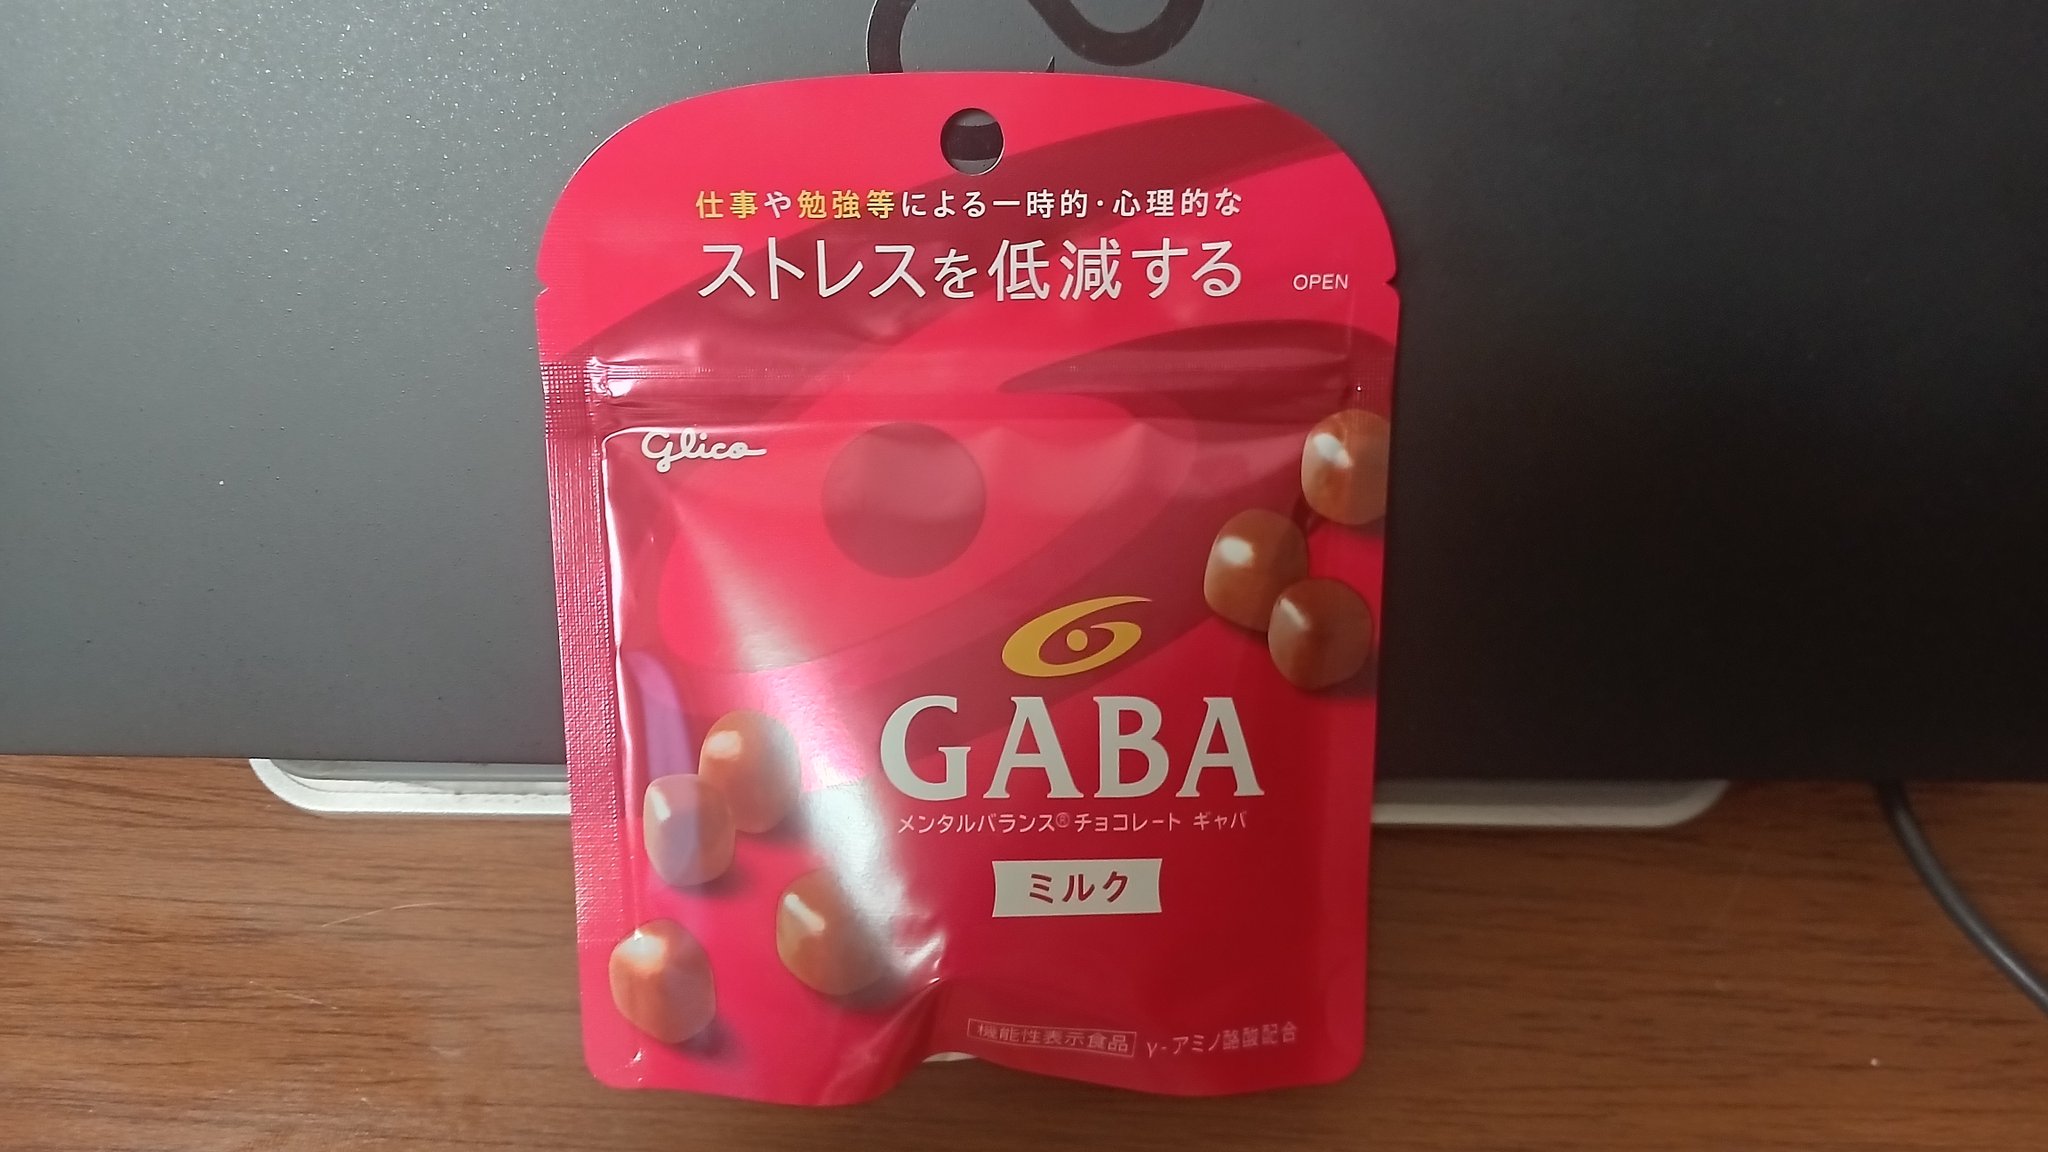 仕事や勉強等による一時的・心理的な
ストレスを低減する
OPEN
glico
GABA
メンタルバランス®チョコレート ギャバ
ミルク
機能性表示食品 γ-アミノ酪酸配合